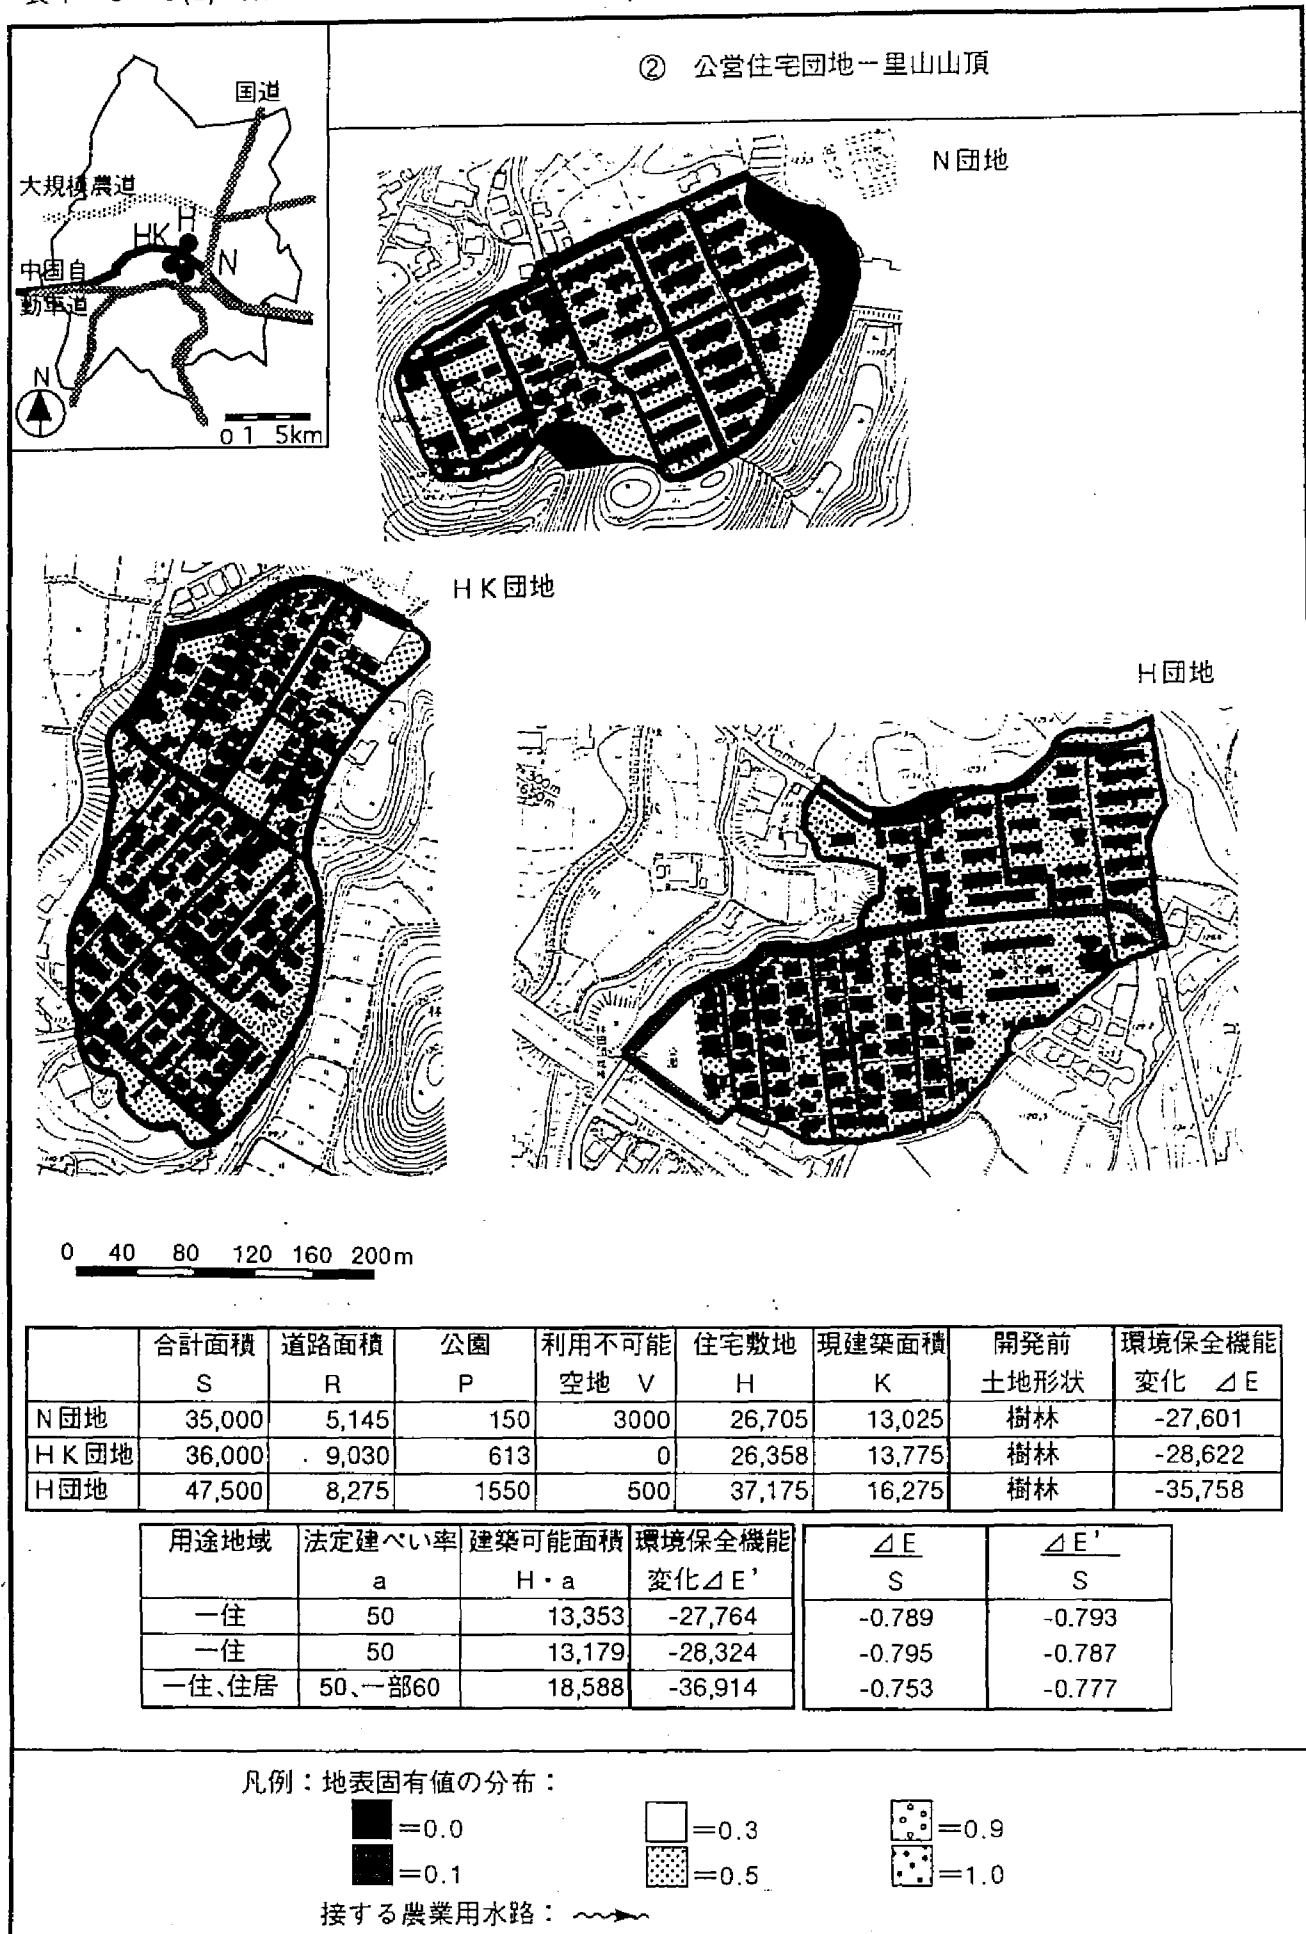 ② 公営住宅団地－里山山頂
国道
大規模農道
H
HK
N
中国自
動車道
N
0 1 5km
N団地
HK団地
H団地
0 40 80 120 160 200m
合計面積 道路面積 公園 利用不可能 住宅敷地 現建築面積 開発前 環境保全機能
S R P 空地 V H K 土地形状 変化 ⊿E
N団地 35,000 5,145 150 3000 26,705 13,025 樹林 -27,601
HK団地 36,000 9,030 613 0 26,358 13,775 樹林 -28,622
H団地 47,500 8,275 1550 500 37,175 16,275 樹林 -35,758
用途地域 法定建ぺい率 建築可能面積 環境保全機能 ⊿E ⊿E'
a H・a 変化⊿E' S S
一住 50 13,353 -27,764 -0.789 -0.793
一住 50 13,179 -28,324 -0.795 -0.787
一住、住居 50、一部60 18,588 -36,914 -0.753 -0.777
凡例：地表固有値の分布：
=0.0 =0.3 =0.9
=0.1 =0.5 =1.0
接する農業用水路：